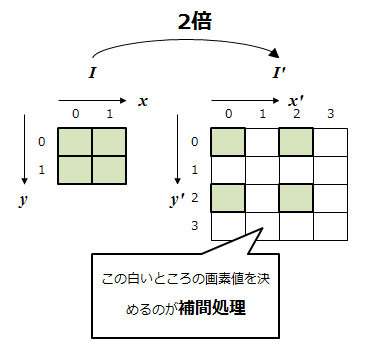 2倍
I I'
x x'
0 1 0 1 2 3
0 0
1 1
y y' 2
3
この白いところの画素値を決
めるのが補間処理